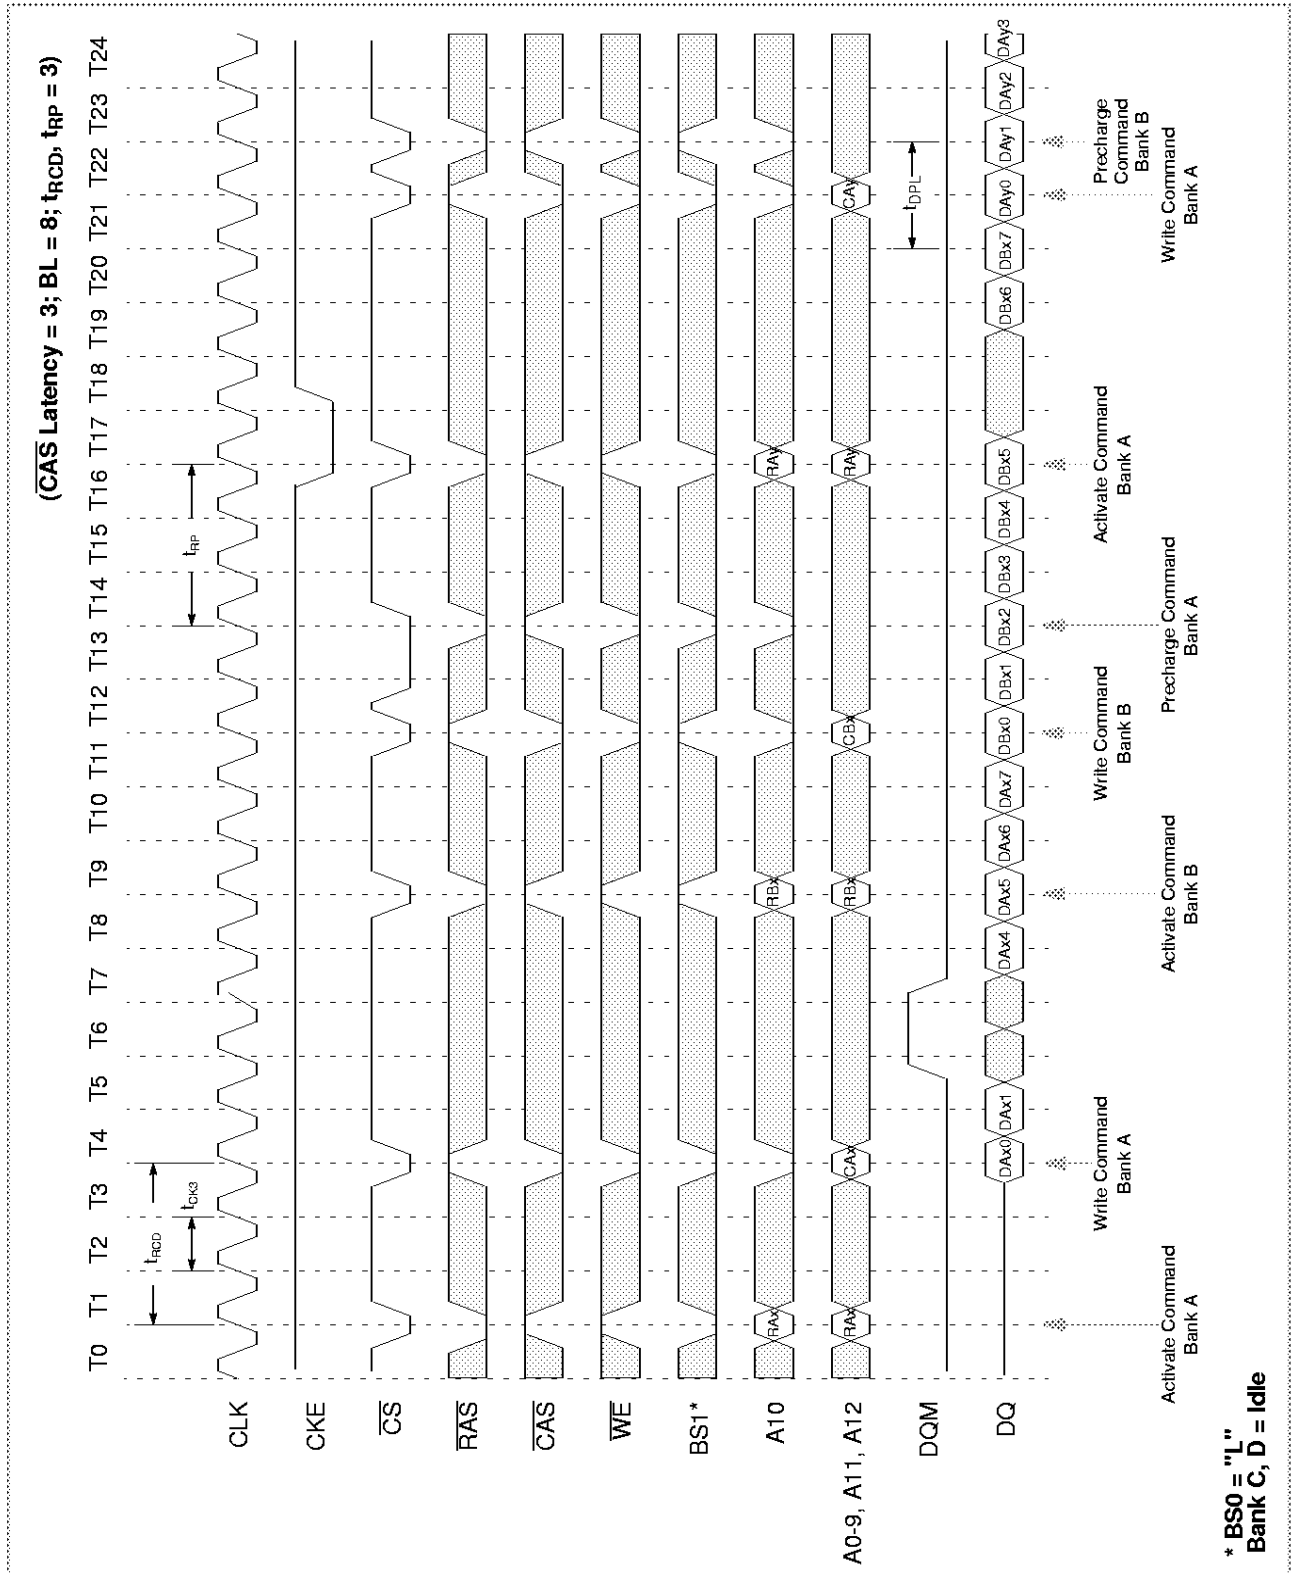 (CAS Latency = 3; BL = 8; tRCD, tRP = 3)
T0 T1 T2 T3 T4 T5 T6 T7 T8 T9 T10 T11 T12 T13 T14 T15 T16 T17 T18 T19 T20 T21 T22 T23 T24
tRCD
tCK3
tRP
CLK
CKE
CS
RAS
CAS
WE
BS1*
A10
RAx RBx RAy
A0-9, A11, A12
RAx CAx RBx CBx RAy CAy
DQM
tDPL
DQ
DAx0 DAx1 DAx4 DAx5 DAx6 DAx7 DBx0 DBx1 DBx2 DBx3 DBx4 DBx5 DBx6 DBx7 DAy0 DAy1 DAy2 DAy3
Activate Command
Bank A
Write Command
Bank A
Activate Command
Bank B
Write Command
Bank B
Precharge Command
Bank A
Activate Command
Bank A
Write Command
Bank A
Precharge
Command
Bank B
* BS0 = "L"
Bank C, D = Idle